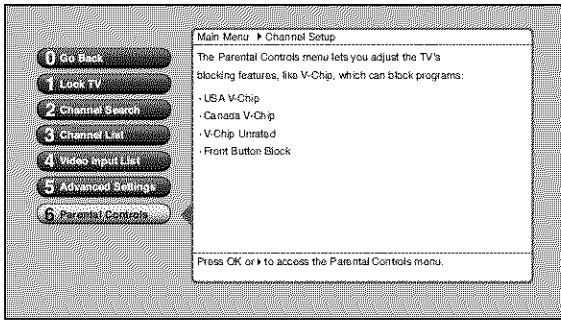 Main Menu ▶ Channel Setup
0 Go Back
1 Lock TV
2 Channel Search
3 Channel List
4 Video Input List
5 Advanced Settings
6 Parental Controls
The Parental Controls menu lets you adjust the TV's
blocking features, like V-Chip, which can block programs:
· USA V-Chip
· Canada V-Chip
· V-Chip Unrated
· Front Button Block
Press OK or ▶ to access the Parental Controls menu.